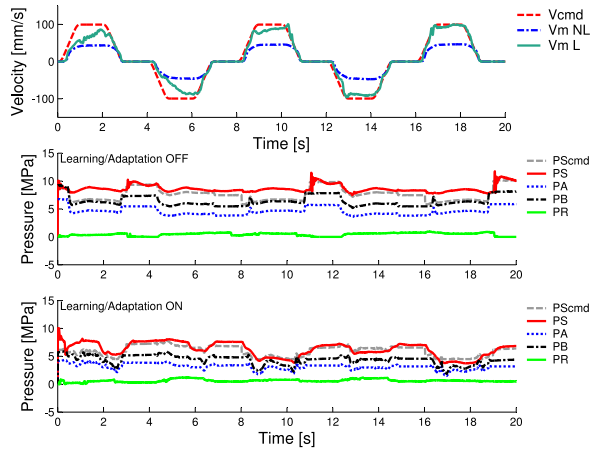 Velocity [mm/s]
100
0
-100
0 2 4 6 8 10 12 14 16 18 20
Time [s]
Vcmd
Vm NL
Vm L
Learning/Adaptation OFF
Pressure [MPa]
15
10
5
0
-5
0 2 4 6 8 10 12 14 16 18 20
PScmd
PS
PA
PB
PR
Learning/Adaptation ON
Pressure [MPa]
15
10
5
0
-5
0 2 4 6 8 10 12 14 16 18 20
Time [s]
PScmd
PS
PA
PB
PR